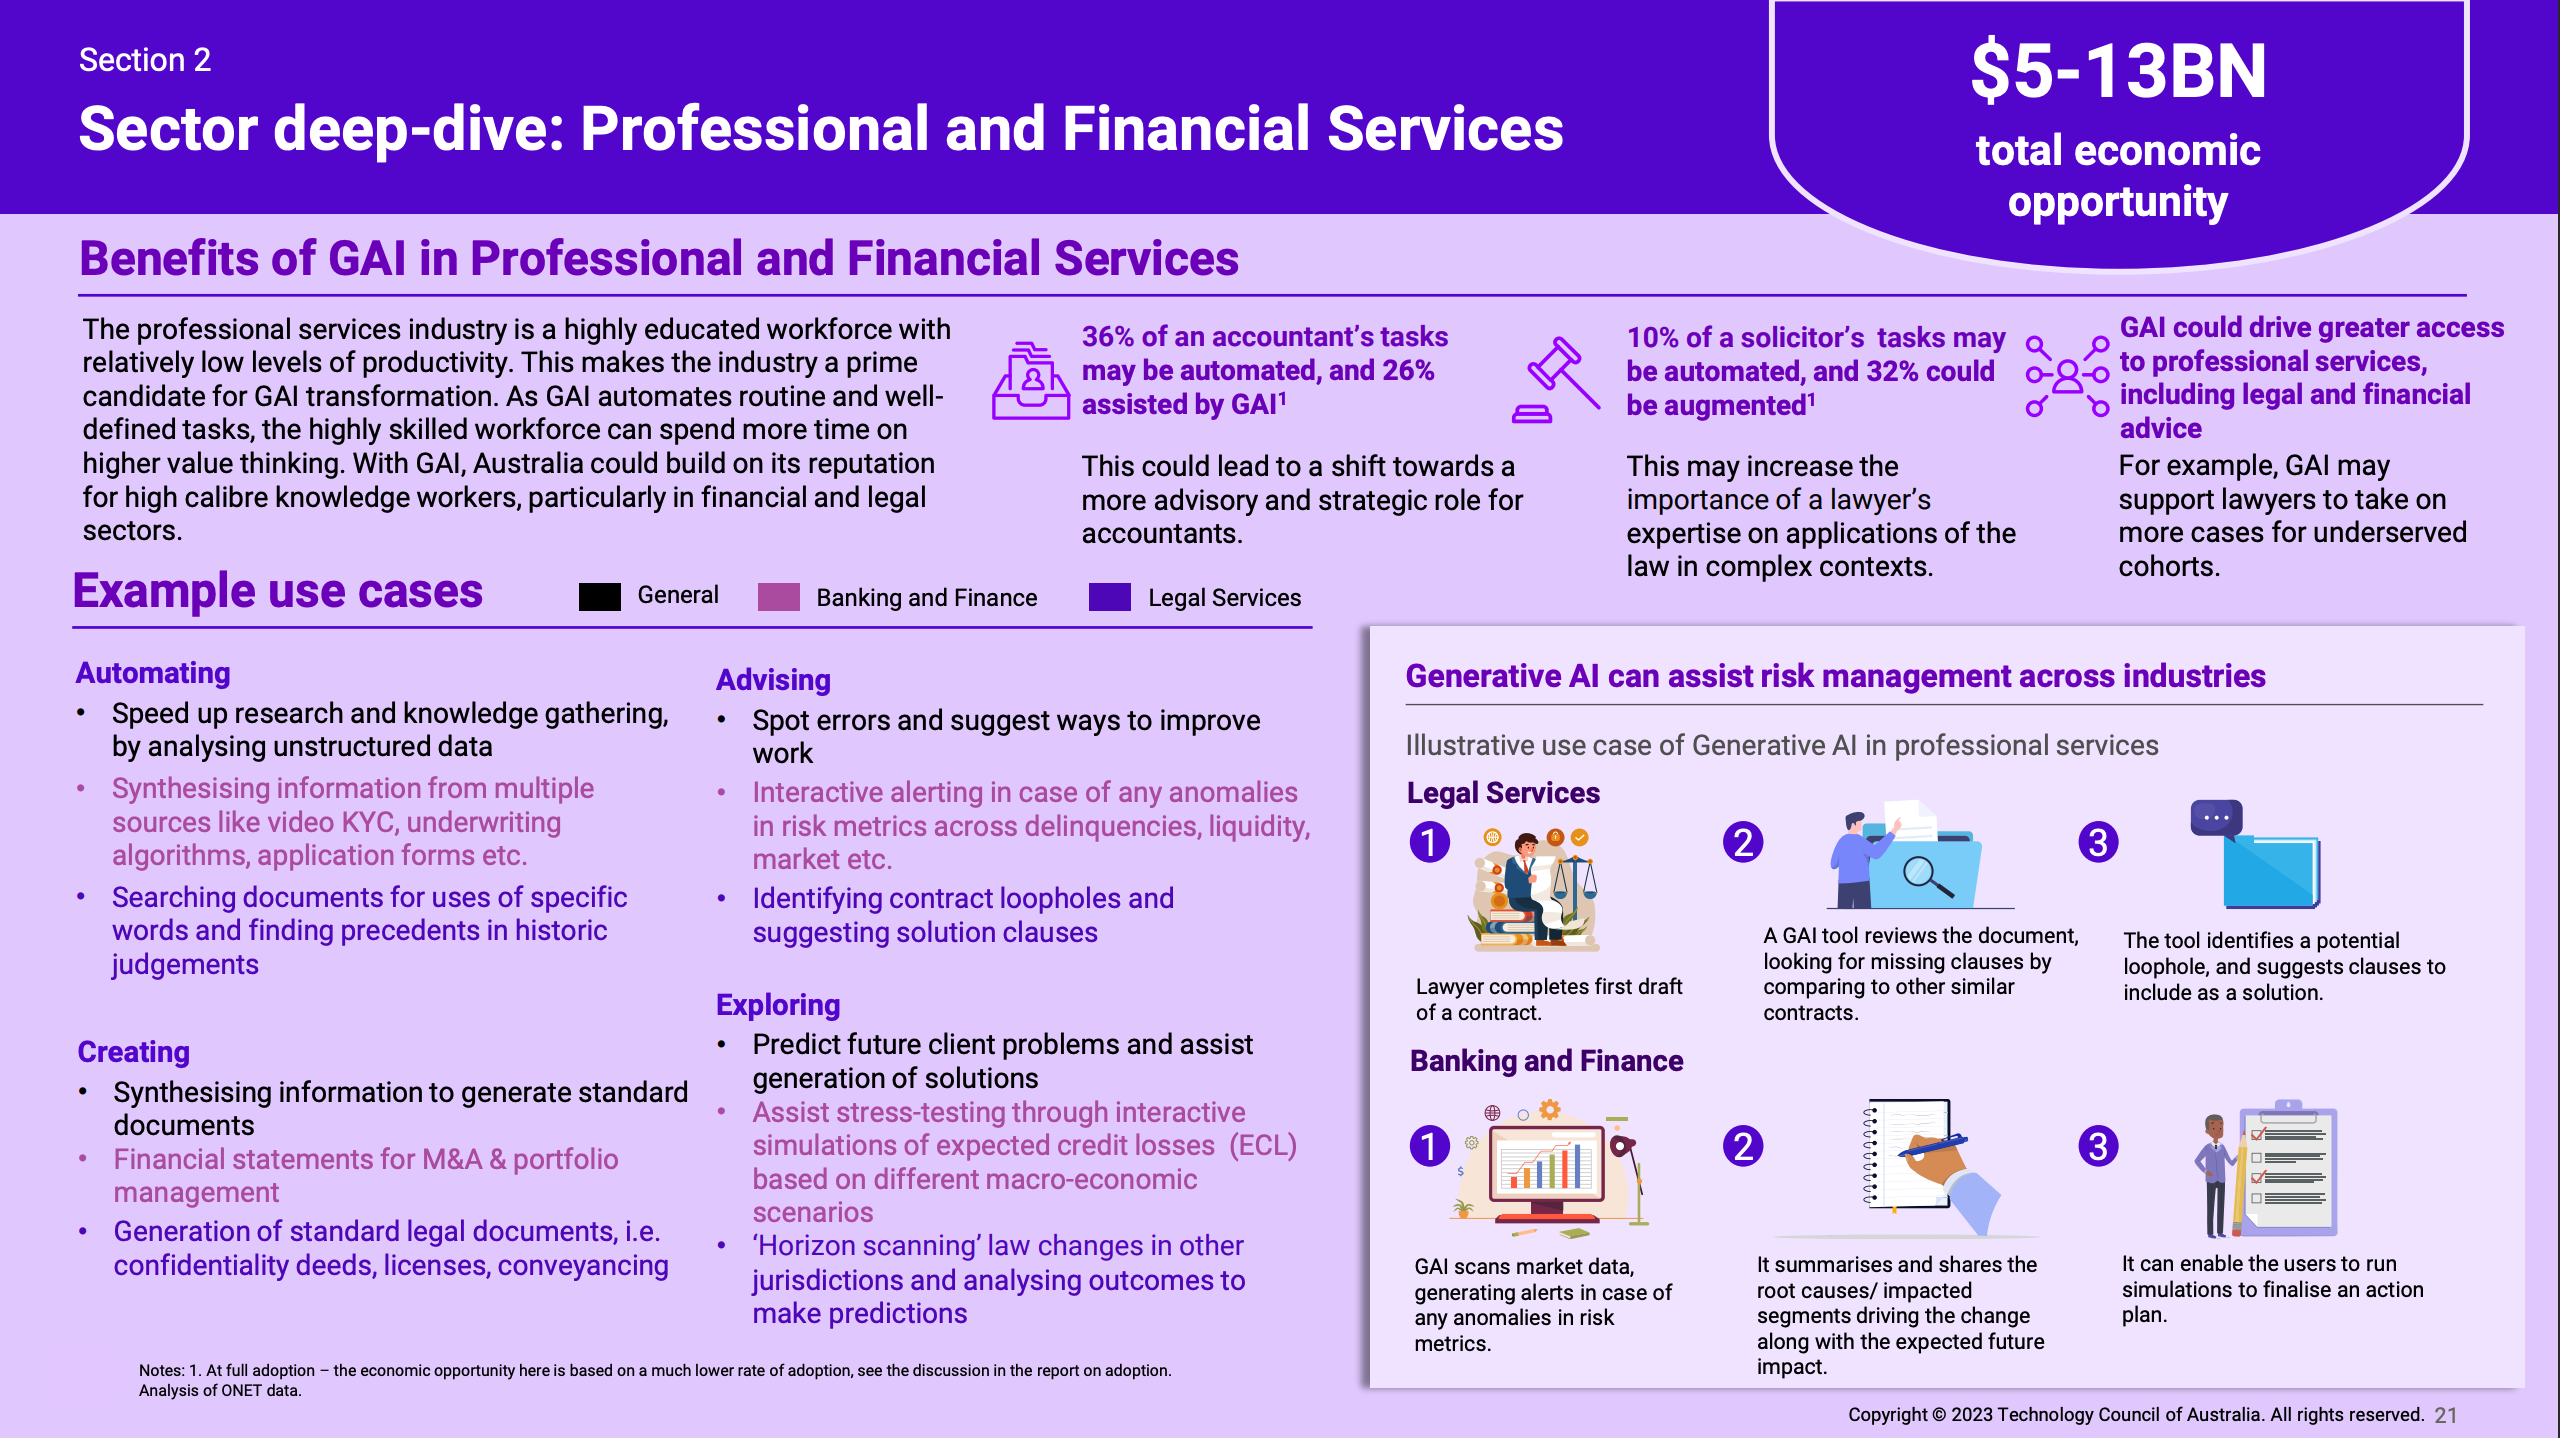 Section 2
Sector deep-dive: Professional and Financial Services
$5-13BN
total economic
opportunity
Benefits of GAI in Professional and Financial Services
The professional services industry is a highly educated workforce with
relatively low levels of productivity. This makes the industry a prime
candidate for GAI transformation. As GAI automates routine and well-
defined tasks, the highly skilled workforce can spend more time on
higher value thinking. With GAI, Australia could build on its reputation
for high calibre knowledge workers, particularly in financial and legal
sectors.
36% of an accountant’s tasks
may be automated, and 26%
assisted by GAI¹
This could lead to a shift towards a
more advisory and strategic role for
accountants.
10% of a solicitor’s tasks may
be automated, and 32% could
be augmented¹
This may increase the
importance of a lawyer’s
expertise on applications of the
law in complex contexts.
GAI could drive greater access
to professional services,
including legal and financial
advice
For example, GAI may
support lawyers to take on
more cases for underserved
cohorts.
Example use cases
General
Banking and Finance
Legal Services
Automating
• Speed up research and knowledge gathering,
by analysing unstructured data
• Synthesising information from multiple
sources like video KYC, underwriting
algorithms, application forms etc.
• Searching documents for uses of specific
words and finding precedents in historic
judgements
Creating
• Synthesising information to generate standard
documents
• Financial statements for M&A & portfolio
management
• Generation of standard legal documents, i.e.
confidentiality deeds, licenses, conveyancing
Advising
• Spot errors and suggest ways to improve
work
• Interactive alerting in case of any anomalies
in risk metrics across delinquencies, liquidity,
market etc.
• Identifying contract loopholes and
suggesting solution clauses
Exploring
• Predict future client problems and assist
generation of solutions
• Assist stress-testing through interactive
simulations of expected credit losses (ECL)
based on different macro-economic
scenarios
• ‘Horizon scanning’ law changes in other
jurisdictions and analysing outcomes to
make predictions
Generative AI can assist risk management across industries
Illustrative use case of Generative AI in professional services
Legal Services
1
Lawyer completes first draft
of a contract.
2
A GAI tool reviews the document,
looking for missing clauses by
comparing to other similar
contracts.
3
The tool identifies a potential
loophole, and suggests clauses to
include as a solution.
Banking and Finance
1
GAI scans market data,
generating alerts in case of
any anomalies in risk
metrics.
2
It summarises and shares the
root causes/ impacted
segments driving the change
along with the expected future
impact.
3
It can enable the users to run
simulations to finalise an action
plan.
Notes: 1. At full adoption – the economic opportunity here is based on a much lower rate of adoption, see the discussion in the report on adoption.
Analysis of ONET data.
Copyright © 2023 Technology Council of Australia. All rights reserved. 21